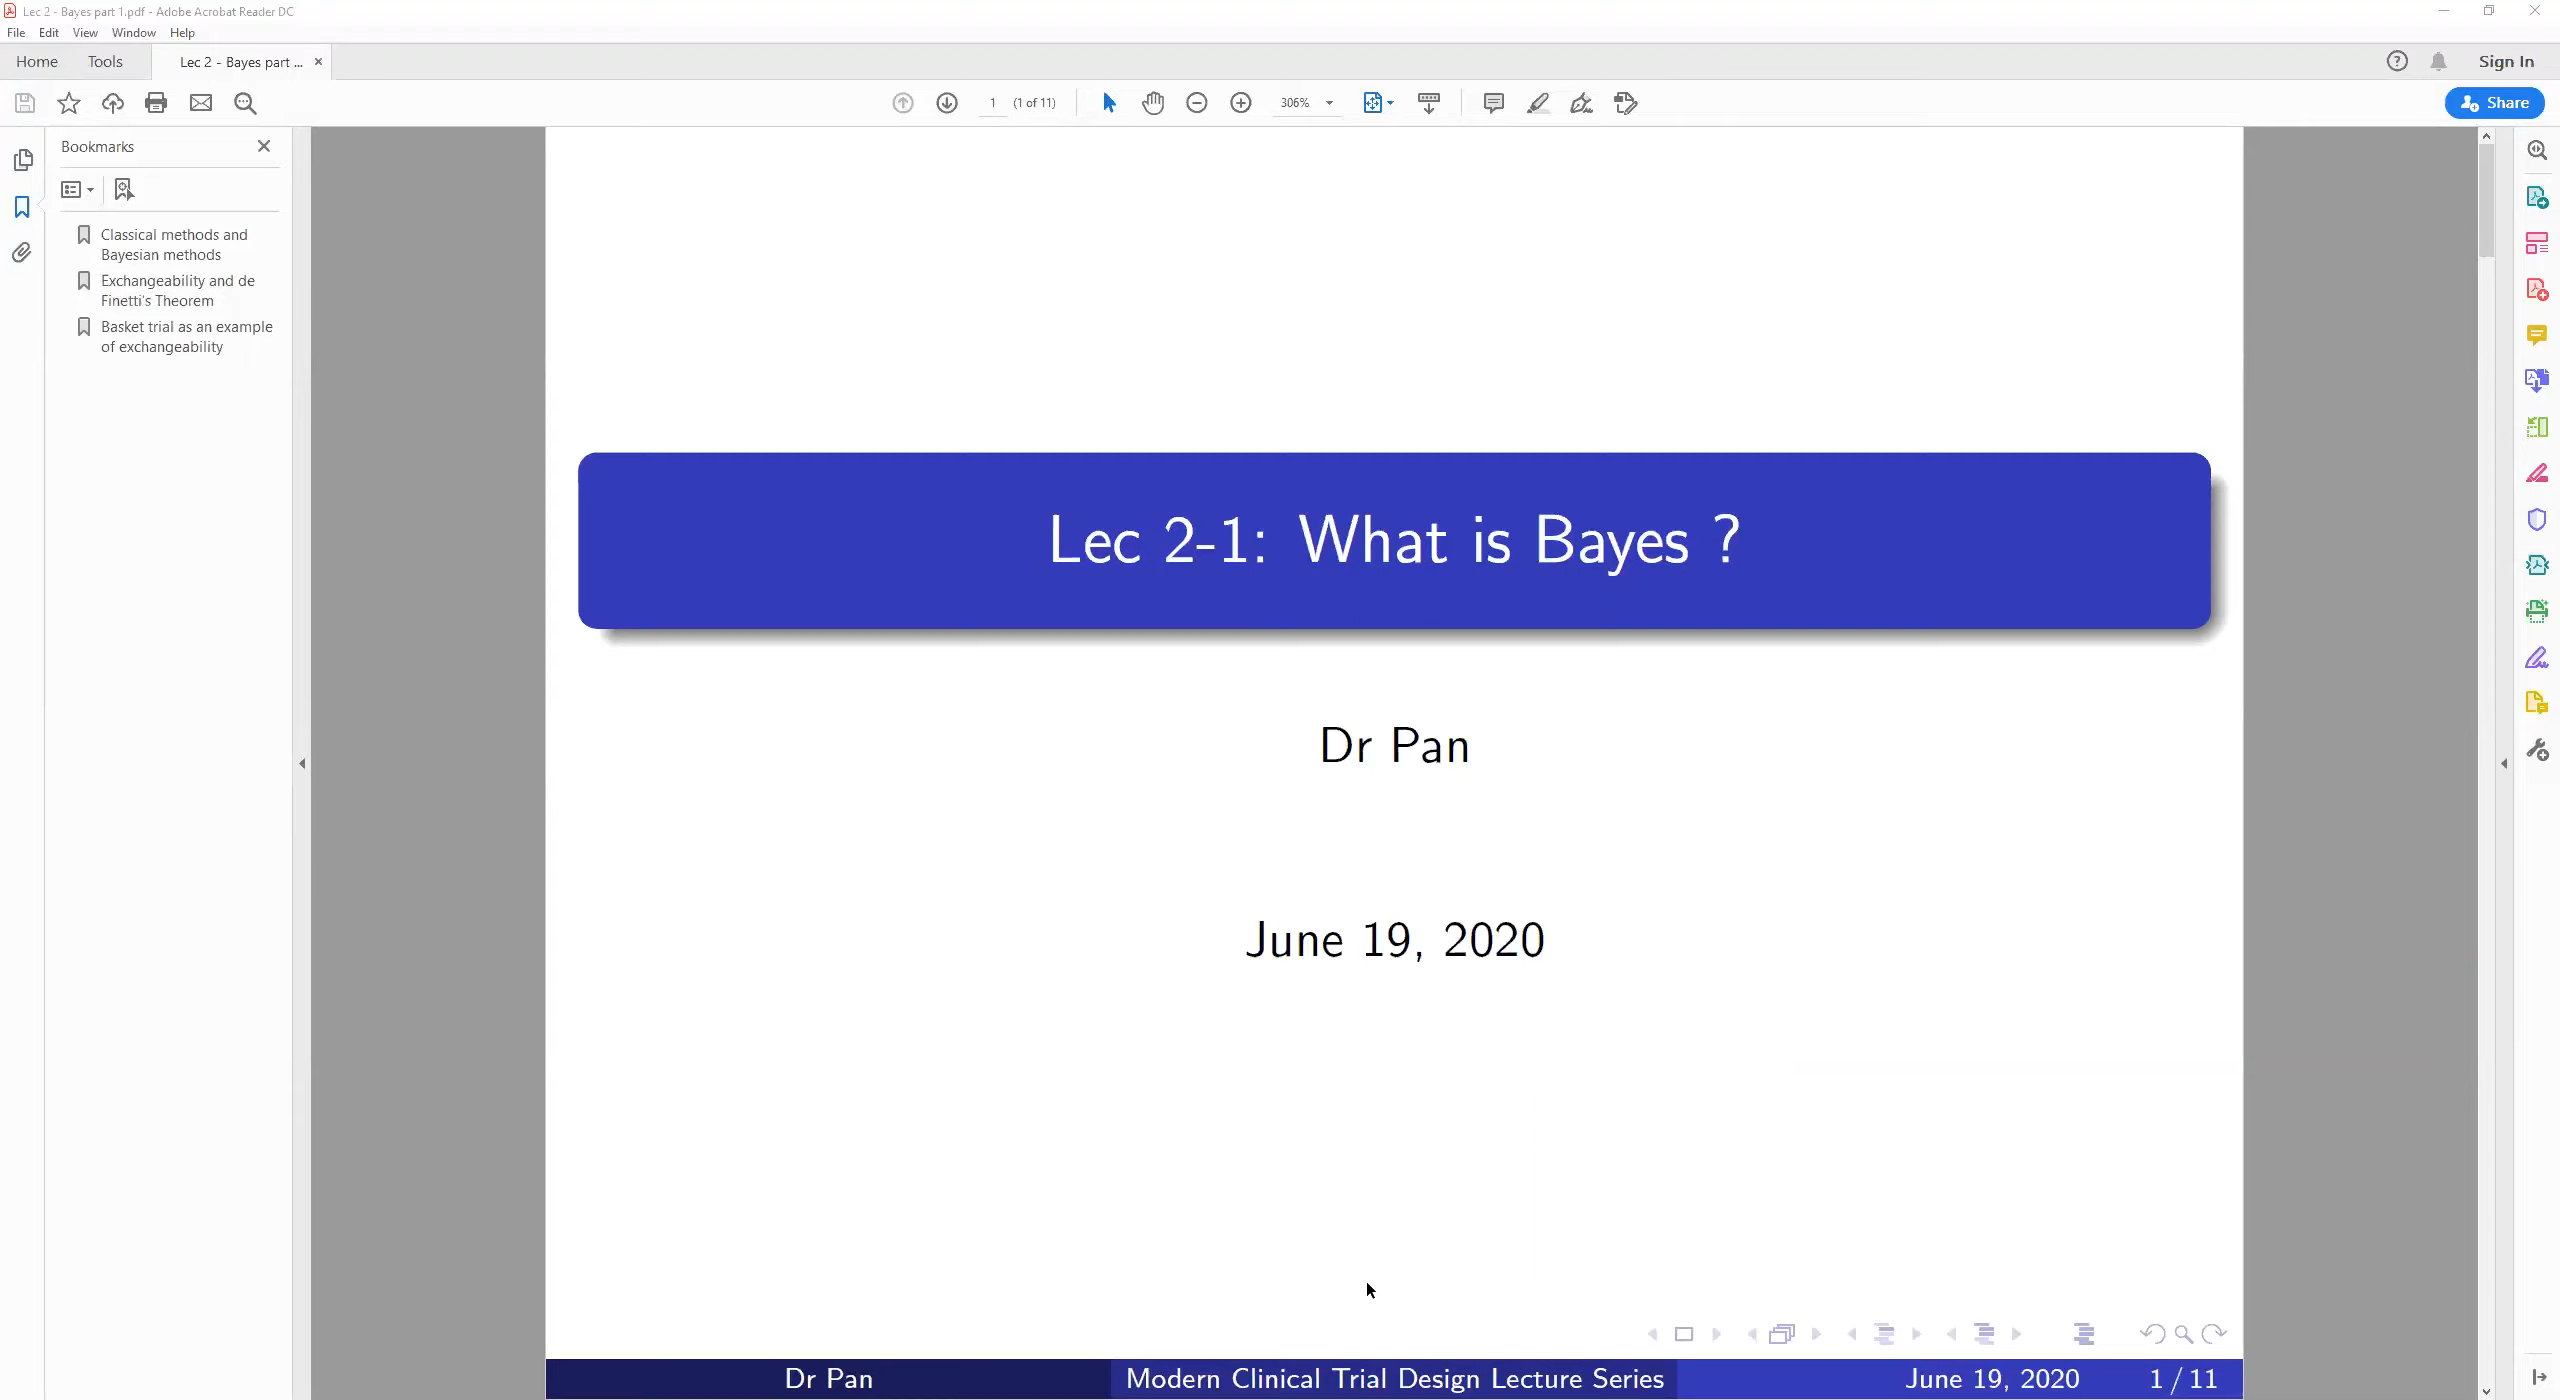 Lec 2 - Bayes part 1.pdf - Adobe Acrobat Reader DC
File Edit View Window Help
Home Tools Lec 2 - Bayes part ... Sign In
1 (1 of 11) 306% Share
Bookmarks
Classical methods and
Bayesian methods
Exchangeability and de
Finetti's Theorem
Basket trial as an example
of exchangeability
Lec 2-1: What is Bayes ?
Dr Pan
June 19, 2020
Dr Pan Modern Clinical Trial Design Lecture Series June 19, 2020 1 / 11